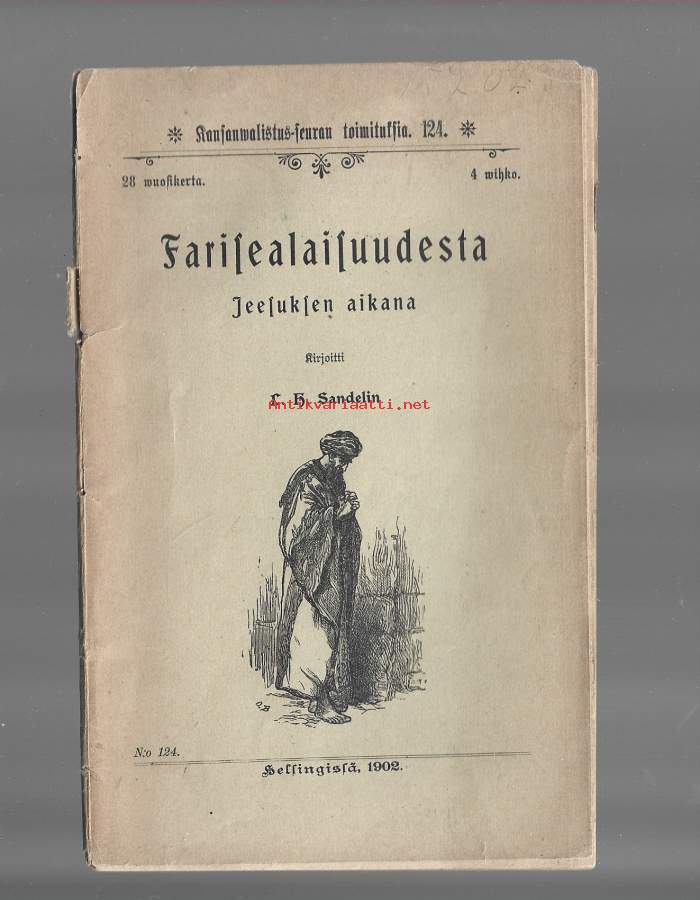 ✻ Kansanwalistus-seuran toimitukſia. 124. ✻
28 wuoſikerta.
4 wihko.
Fariſealaiſuudesta
Jeeſukſen aikana
Kirjoitti
Sandelin
Antikvariaatti.net
N:o 124.
Helſingisſä, 1902.